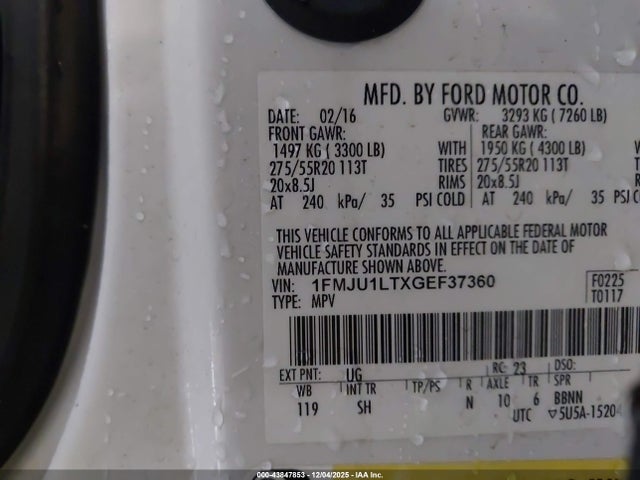 MFD. BY FORD MOTOR CO.
DATE: 02/16 GVWR: 3293 KG ( 7260 LB)
FRONT GAWR: REAR GAWR:
1497 KG ( 3300 LB) WITH 1950 KG ( 4300 LB)
275/55R20 113T TIRES 275/55R20 113T
20x8.5J RIMS 20x8.5J
AT 240 kPa/ 35 PSI COLD AT 240 kPa/ 35 PSI
THIS VEHICLE CONFORMS TO ALL APPLICABLE FEDERAL MOTOR
VEHICLE SAFETY STANDARDS IN EFFECT ON THE DATE OF
MANUFACTURE SHOWN ABOVE.
VIN: 1FMJU1LTXGEF37360 F0225
TYPE: MPV T0117
EXT PNT: UG RC: 23 DSO:
WB INT TR TP/PS R AXLE TR SPR
119 SH N 10 6 BBNN
UTC ▽5U5A-15204
000-43847853 - 12/04/2025 - IAA Inc.